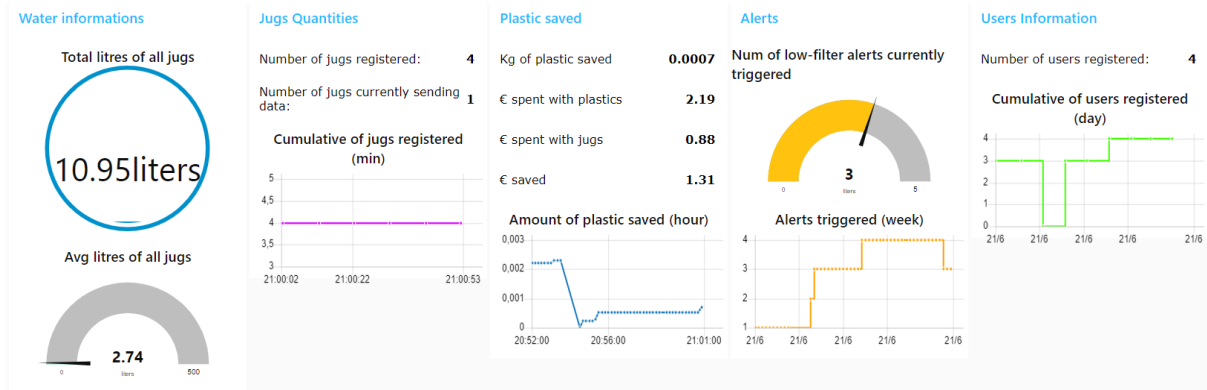 Water informations
Total litres of all jugs
10.95liters
Avg litres of all jugs
2.74
liters
0
500
Jugs Quantities
Number of jugs registered: 4
Number of jugs currently sending
data: 1
Cumulative of jugs registered
(min)
5
4,5
4
3,5
3
21:00:02 21:00:22 21:00:53
Plastic saved
Kg of plastic saved 0.0007
€ spent with plastics 2.19
€ spent with jugs 0.88
€ saved 1.31
Amount of plastic saved (hour)
0,003
0,002
0,001
0
20:52:00 20:56:00 21:01:00
Alerts
Num of low-filter alerts currently
triggered
3
liters
0
5
Alerts triggered (week)
4
3
2
1
21/6 21/6 21/6 21/6 21/6
Users Information
Number of users registered: 4
Cumulative of users registered
(day)
4
3
2
1
0
21/6 21/6 21/6 21/6 21/6